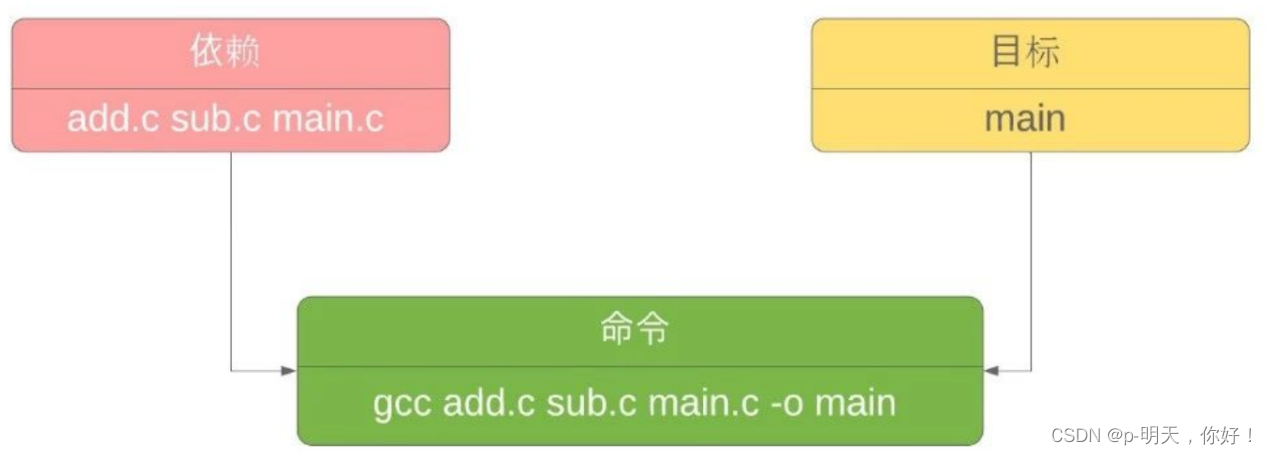 依赖
add.c sub.c main.c
目标
main
命令
gcc add.c sub.c main.c -o main
CSDN @p-明天，你好！